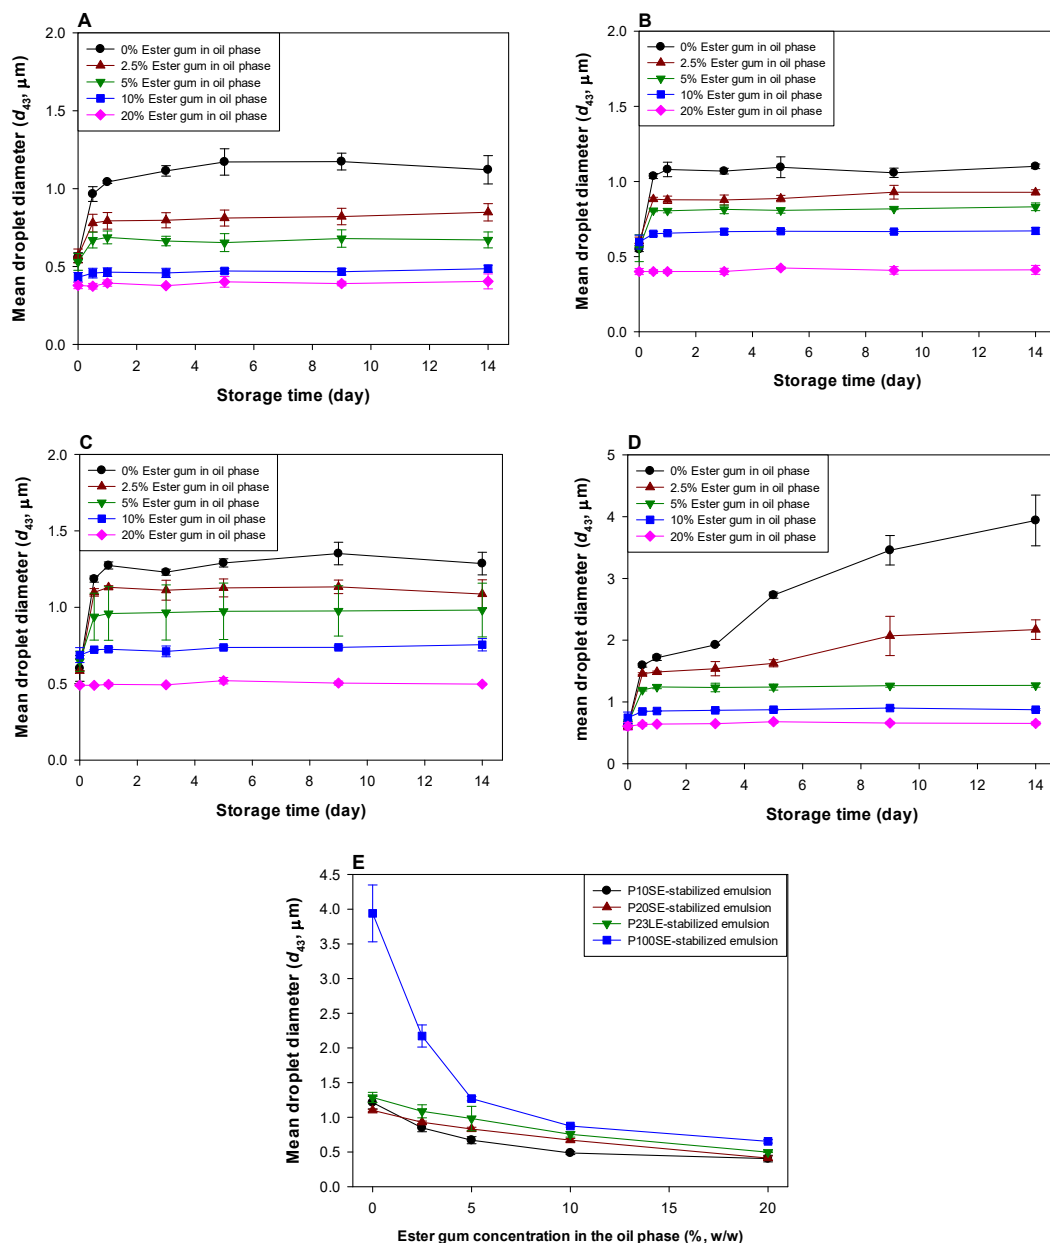 A
Mean droplet diameter (d43, μm)
2.0
1.5
1.0
0.5
0.0
0% Ester gum in oil phase
2.5% Ester gum in oil phase
5% Ester gum in oil phase
10% Ester gum in oil phase
20% Ester gum in oil phase
0 2 4 6 8 10 12 14
Storage time (day)
B
Mean droplet diameter (d43, μm)
2.0
1.5
1.0
0.5
0.0
0% Ester gum in oil phase
2.5% Ester gum in oil phase
5% Ester gum in oil phase
10% Ester gum in oil phase
20% Ester gum in oil phase
0 2 4 6 8 10 12 14
Storage time (day)
C
Mean droplet diameter (d43, μm)
2.0
1.5
1.0
0.5
0.0
0% Ester gum in oil phase
2.5% Ester gum in oil phase
5% Ester gum in oil phase
10% Ester gum in oil phase
20% Ester gum in oil phase
0 2 4 6 8 10 12 14
Storage time (day)
D
mean droplet diameter (d43, μm)
5
4
3
2
1
0
0% Ester gum in oil phase
2.5% Ester gum in oil phase
5% Ester gum in oil phase
10% Ester gum in oil phase
20% Ester gum in oil phase
0 2 4 6 8 10 12 14
Storage time (day)
E
Mean droplet diameter (d43, μm)
4.5
4.0
3.5
3.0
2.5
2.0
1.5
1.0
0.5
0.0
P10SE-stabilized emulsion
P20SE-stabilized emulsion
P23LE-stabilized emulsion
P100SE-stabilized emulsion
0 5 10 15 20
Ester gum concentration in the oil phase (%, w/w)